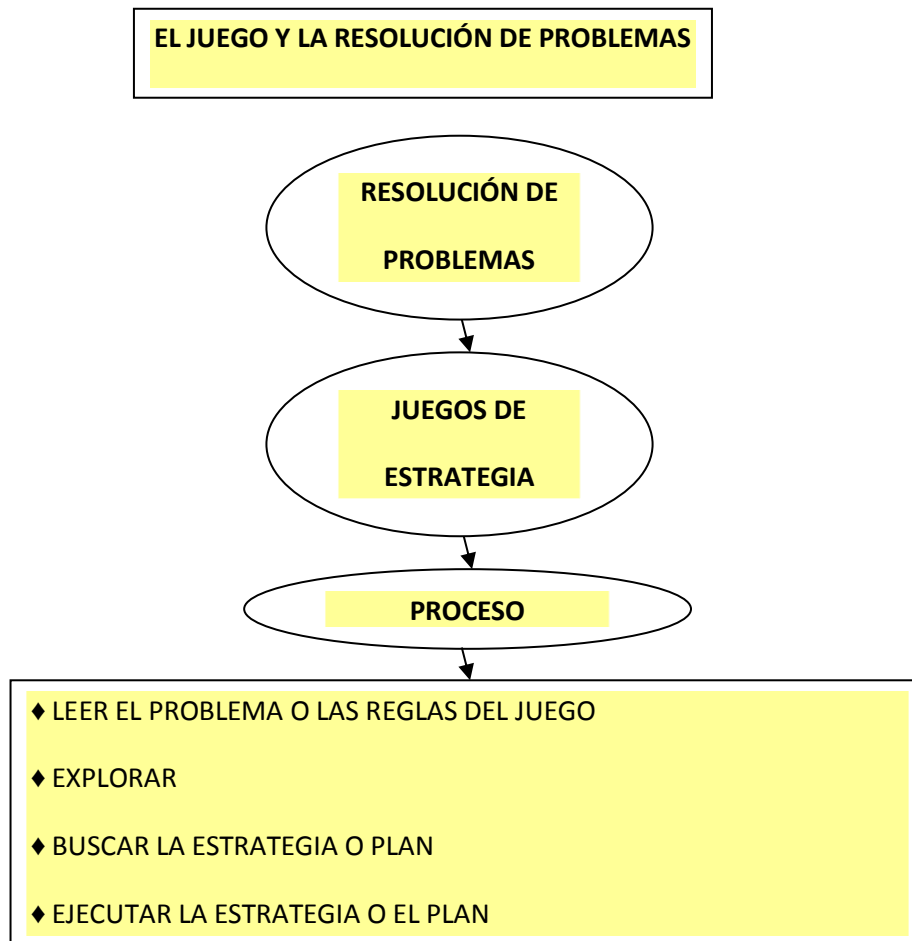 EL JUEGO Y LA RESOLUCIÓN DE PROBLEMAS
RESOLUCIÓN DE
PROBLEMAS
JUEGOS DE
ESTRATEGIA
PROCESO
♦ LEER EL PROBLEMA O LAS REGLAS DEL JUEGO
♦ EXPLORAR
♦ BUSCAR LA ESTRATEGIA O PLAN
♦ EJECUTAR LA ESTRATEGIA O EL PLAN